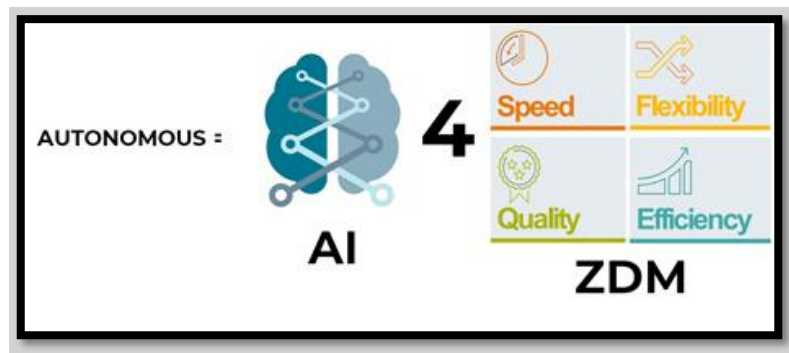 AUTONOMOUS =
AI
4
Speed
Flexibility
Quality
Efficiency
ZDM